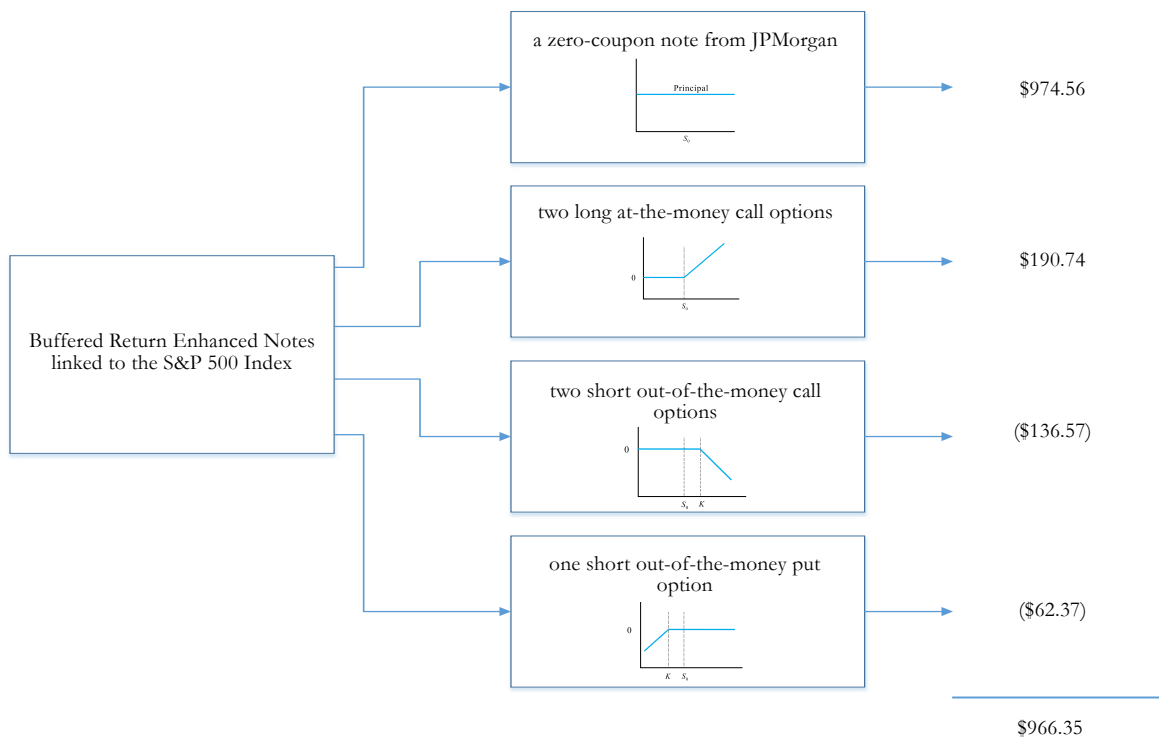 a zero-coupon note from JPMorgan
Principal
S₀
$974.56
two long at-the-money call options
0
S₀
$190.74
Buffered Return Enhanced Notes
linked to the S&P 500 Index
two short out-of-the-money call
options
0
S₀ K
($136.57)
one short out-of-the-money put
option
0
K S₀
($62.37)
$966.35